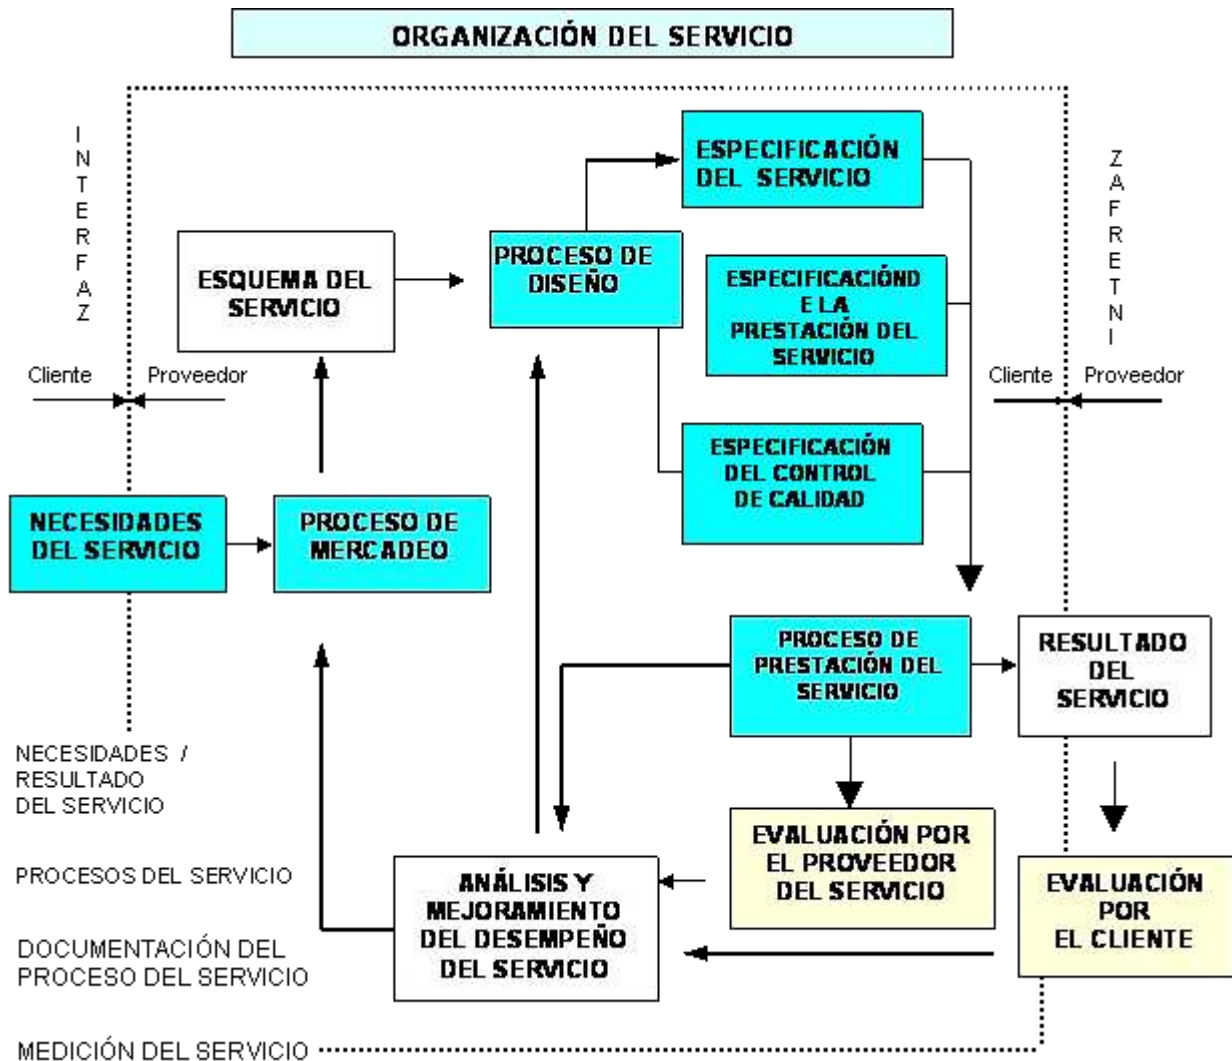 ORGANIZACIÓN DEL SERVICIO
INTERFAZ
ZAFRETNI
ESPECIFICACIÓN
DEL SERVICIO
ESQUEMA DEL
SERVICIO
PROCESO DE
DISEÑO
ESPECIFICACIÓND
E LA
PRESTACIÓN DEL
SERVICIO
Cliente
Proveedor
Cliente
Proveedor
ESPECIFICACIÓN
DEL CONTROL
DE CALIDAD
NECESIDADES
DEL SERVICIO
PROCESO DE
MERCADEO
PROCESO DE
PRESTACIÓN DEL
SERVICIO
RESULTADO
DEL
SERVICIO
NECESIDADES /
RESULTADO
DEL SERVICIO
EVALUACIÓN POR
EL PROVEEDOR
DEL SERVICIO
PROCESOS DEL SERVICIO
ANÁLISIS Y
MEJORAMIENTO
DEL DESEMPEÑO
DEL SERVICIO
EVALUACIÓN
POR
EL CLIENTE
DOCUMENTACIÓN DEL
PROCESO DEL SERVICIO
MEDICIÓN DEL SERVICIO